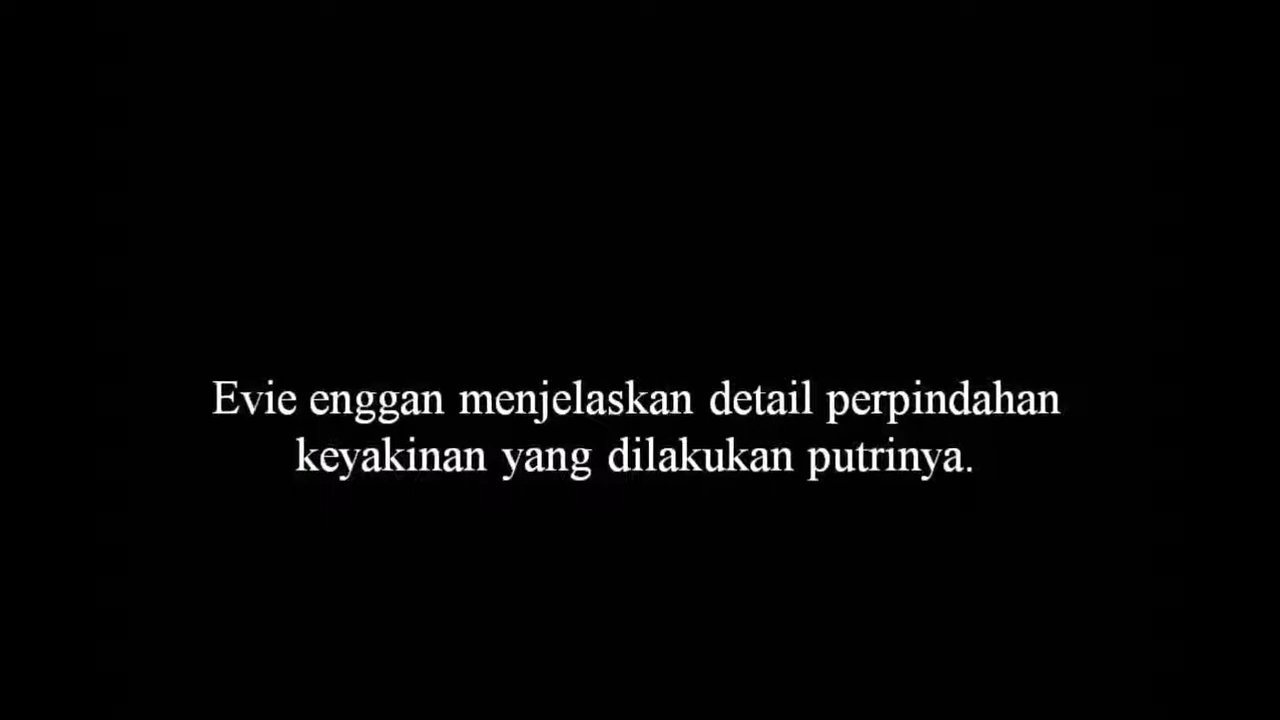 Evie enggan menjelaskan detail perpindahan
keyakinan yang dilakukan putrinya.